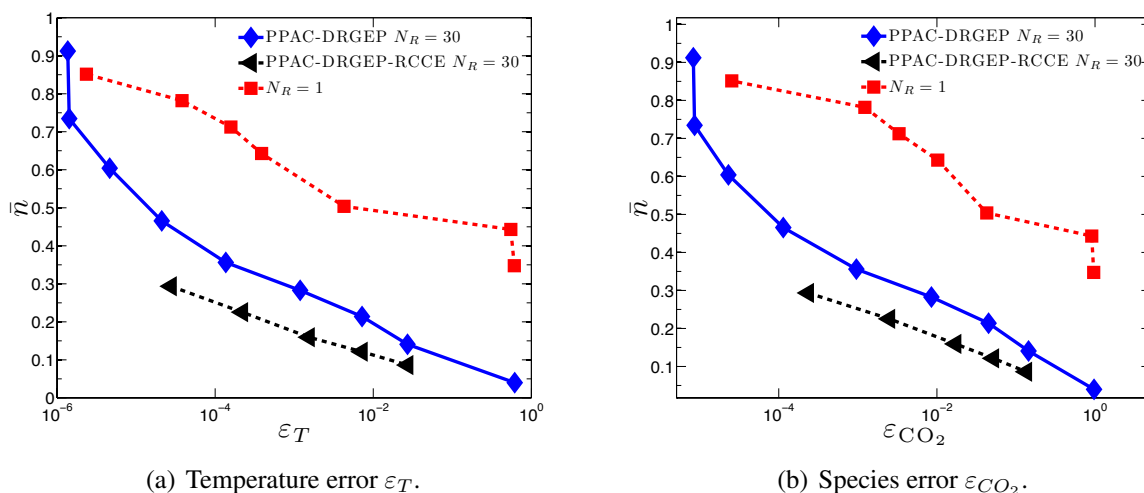 1
0.9
0.8
0.7
0.6
0.5
0.4
0.3
0.2
0.1
0
n̄
PPAC-DRGEP N_R = 30
PPAC-DRGEP-RCCE N_R = 30
N_R = 1
10⁻⁶ 10⁻⁴ 10⁻² 10⁰
ε_T
(a) Temperature error ε_T.
1
0.9
0.8
0.7
0.6
0.5
0.4
0.3
0.2
0.1
0
n̄
PPAC-DRGEP N_R = 30
PPAC-DRGEP-RCCE N_R = 30
N_R = 1
10⁻⁴ 10⁻² 10⁰
ε_CO₂
(b) Species error ε_CO₂.